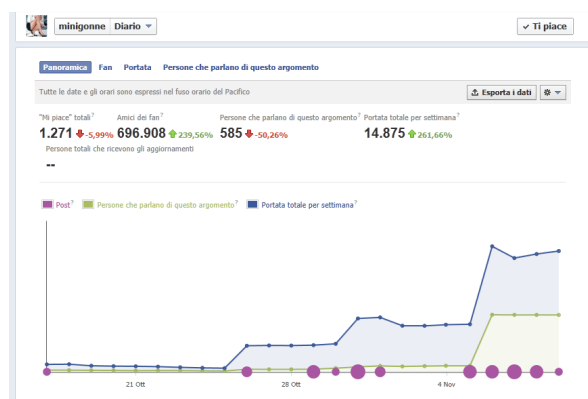 minigonne Diario
Ti piace
Panoramica Fan Portata Persone che parlano di questo argomento
Tutte le date e gli orari sono espressi nel fuso orario del Pacifico
Esporta i dati
"Mi piace" totali? Amici dei fan? Persone che parlano di questo argomento? Portata totale per settimana?
1.271 -5,99% 696.908 239,56% 585 -50,26% 14.875 261,66%
Persone totali che ricevono gli aggiornamenti
--
Post? Persone che parlano di questo argomento? Portata totale per settimana?
21 Ott 28 Ott 4 Nov